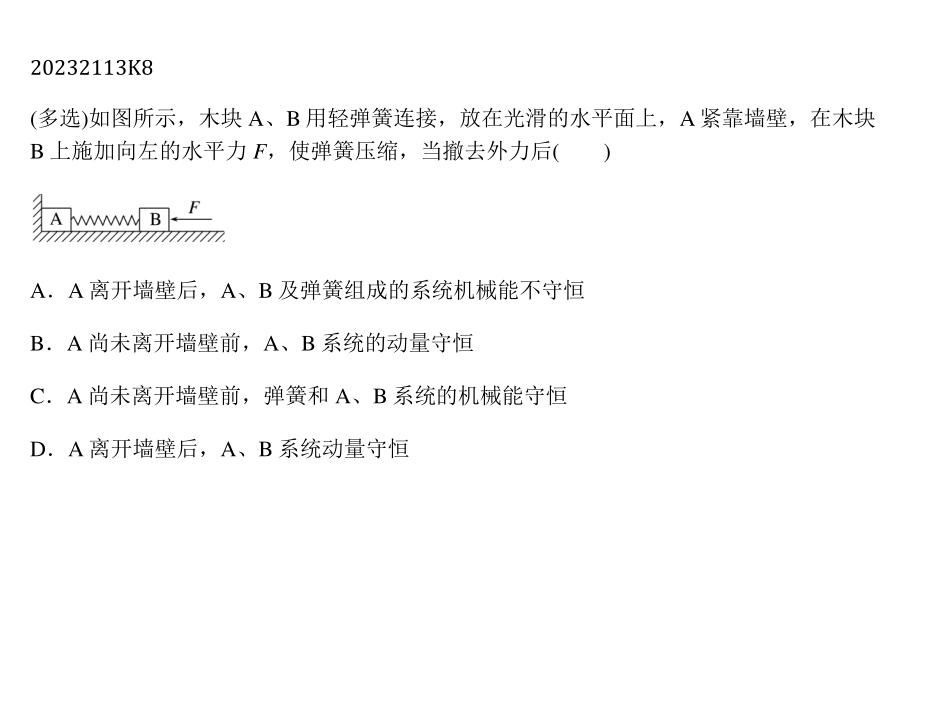 20232113K8
(多选)如图所示，木块 A、B 用轻弹簧连接，放在光滑的水平面上，A 紧靠墙壁，在木块
B 上施加向左的水平力 F，使弹簧压缩，当撤去外力后(　　)
A B F
A．A 离开墙壁后，A、B 及弹簧组成的系统机械能不守恒
B．A 尚未离开墙壁前，A、B 系统的动量守恒
C．A 尚未离开墙壁前，弹簧和 A、B 系统的机械能守恒
D．A 离开墙壁后，A、B 系统动量守恒